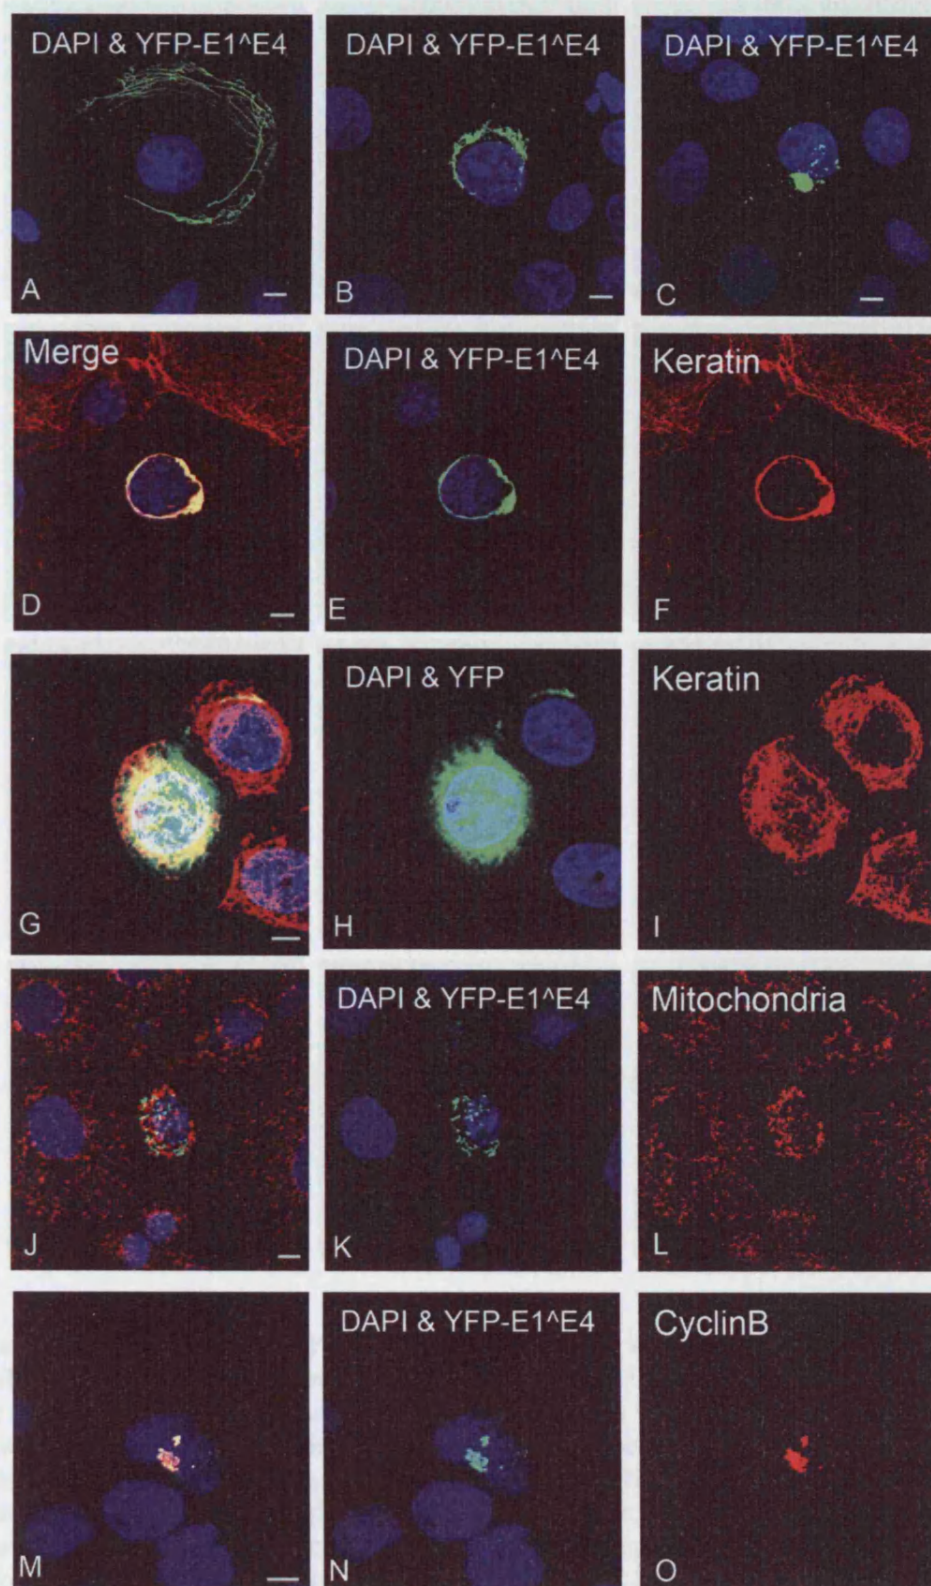 DAPI & YFP-E1^E4
A
DAPI & YFP-E1^E4
B
DAPI & YFP-E1^E4
C
Merge
D
DAPI & YFP-E1^E4
E
Keratin
F
G
DAPI & YFP
H
Keratin
I
J
DAPI & YFP-E1^E4
K
Mitochondria
L
M
DAPI & YFP-E1^E4
N
CyclinB
O